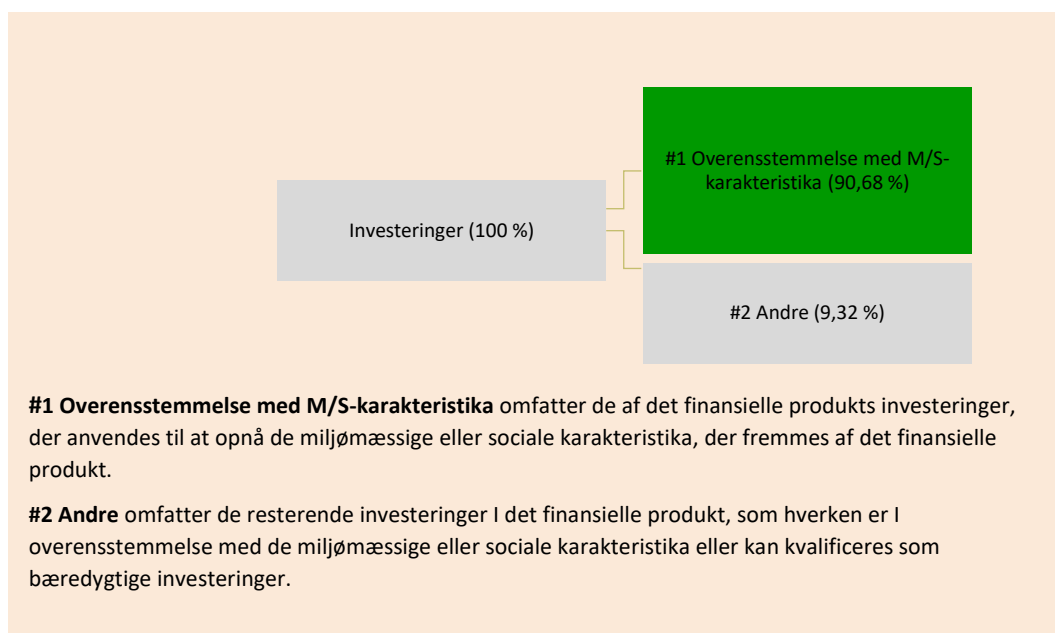 #1 Overensstemmelse med M/S-
karakteristika (90,68 %)
Investeringer (100 %)
#2 Andre (9,32 %)
#1 Overensstemmelse med M/S-karakteristika omfatter de af det finansielle produkts investeringer,
der anvendes til at opnå de miljømæssige eller sociale karakteristika, der fremmes af det finansielle
produkt.
#2 Andre omfatter de resterende investeringer I det finansielle produkt, som hverken er I
overensstemmelse med de miljømæssige eller sociale karakteristika eller kan kvalificeres som
bæredygtige investeringer.